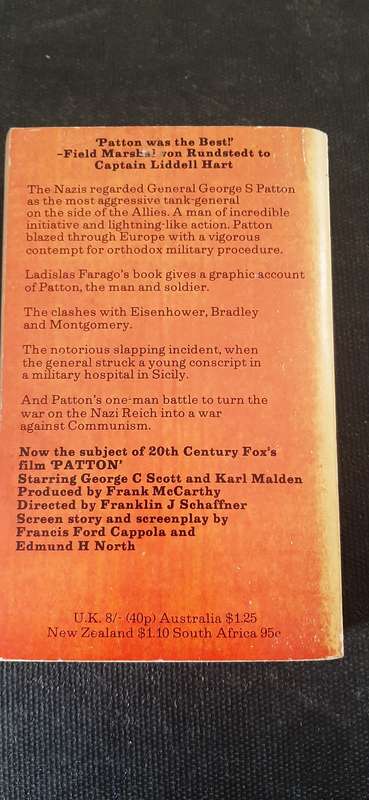 'Patton was the Best!'
–Field Marshal von Rundstedt to
Captain Liddell Hart
The Nazis regarded General George S Patton
as the most aggressive tank-general
on the side of the Allies. A man of incredible
initiative and lightning-like action. Patton
blazed through Europe with a vigorous
contempt for orthodox military procedure.
Ladislas Farago's book gives a graphic account
of Patton, the man and soldier.
The clashes with Eisenhower, Bradley
and Montgomery.
The notorious slapping incident, when
the general struck a young conscript in
a military hospital in Sicily.
And Patton's one-man battle to turn the
war on the Nazi Reich into a war
against Communism.
Now the subject of 20th Century Fox's
film 'PATTON'
Starring George C Scott and Karl Malden
Produced by Frank McCarthy
Directed by Franklin J Schaffner
Screen story and screenplay by
Francis Ford Cappola and
Edmund H North
U.K. 8/- (40p) Australia $1.25
New Zealand $1.10 South Africa 95c